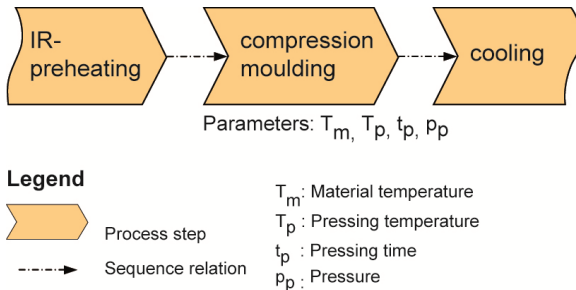 IR-
preheating
compression
moulding
cooling
Parameters: Tm, Tp, tp, pp
Legend
Process step
Sequence relation
Tm: Material temperature
Tp: Pressing temperature
tp: Pressing time
pp: Pressure